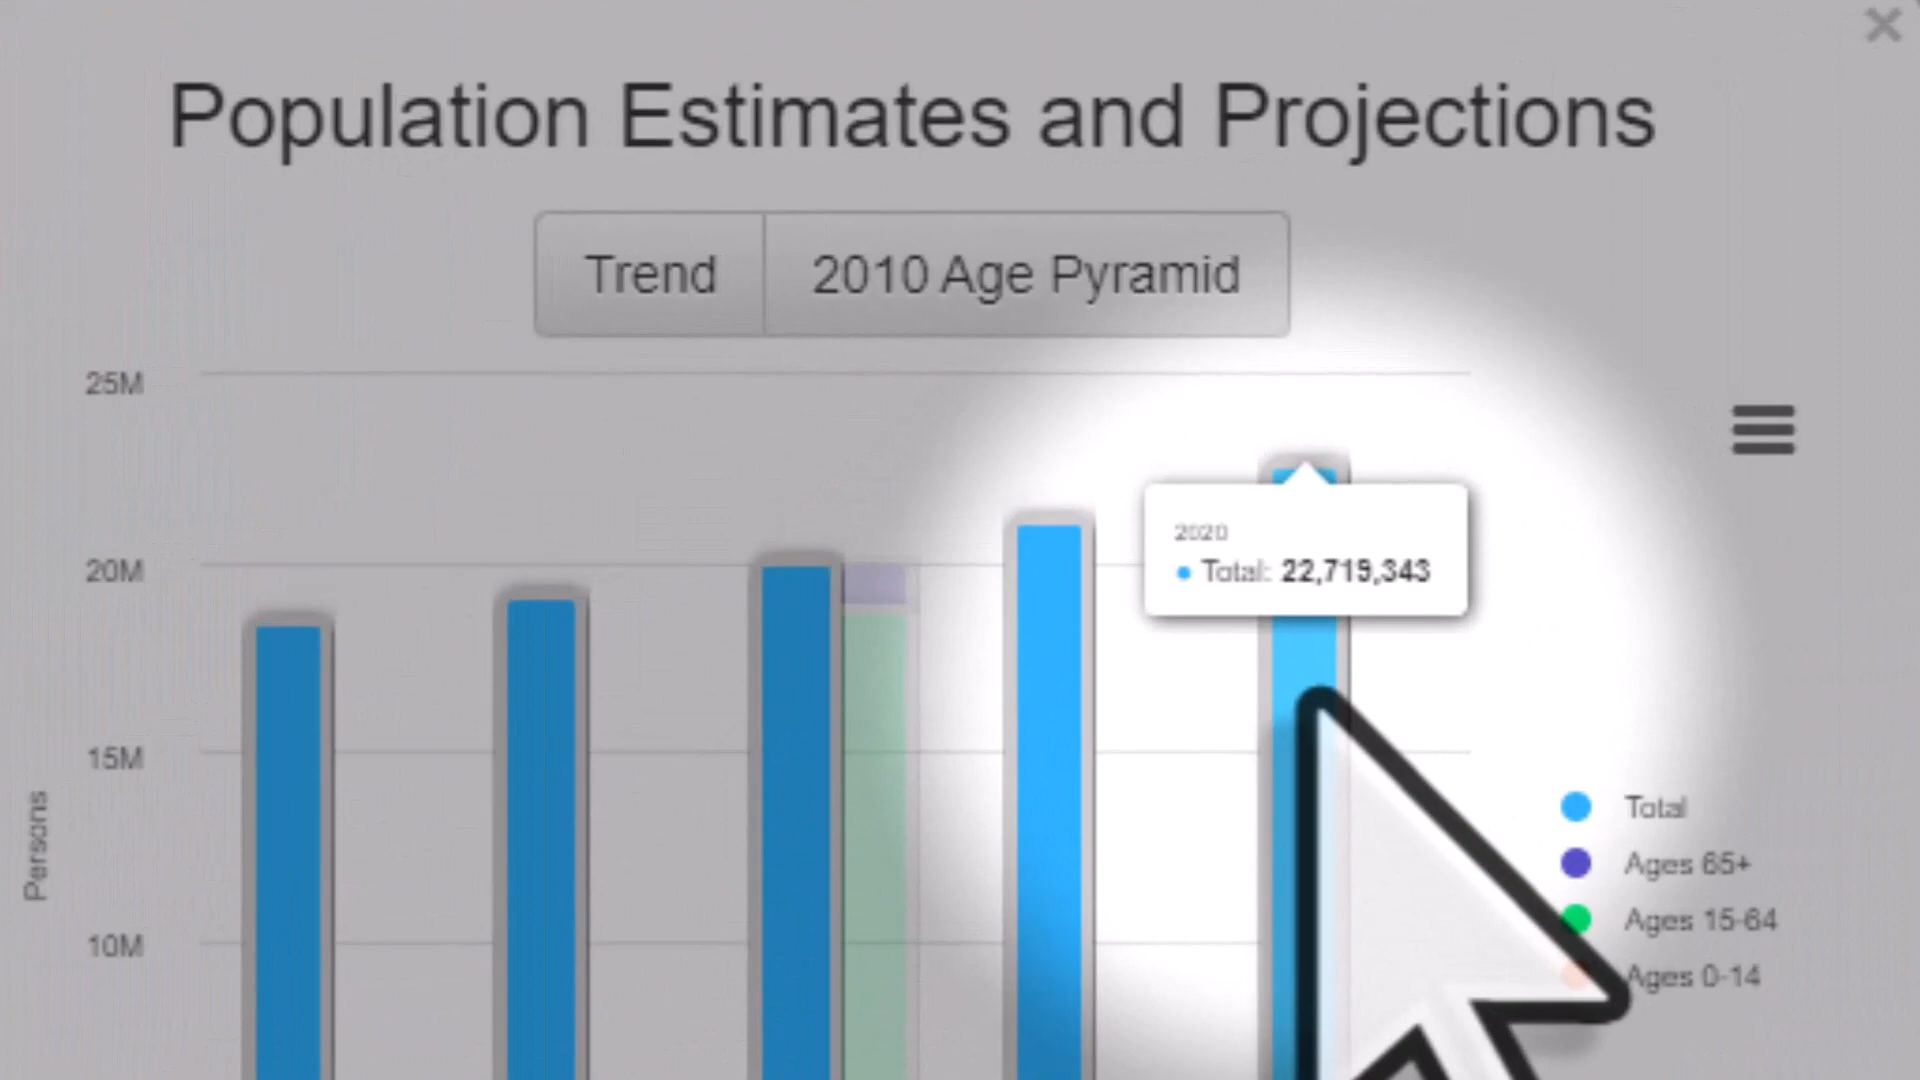 Population Estimates and Projections
Trend
2010 Age Pyramid
25M
20M
15M
10M
Persons
2020
Total: 22,719,343
Total
Ages 65+
Ages 15-64
Ages 0-14